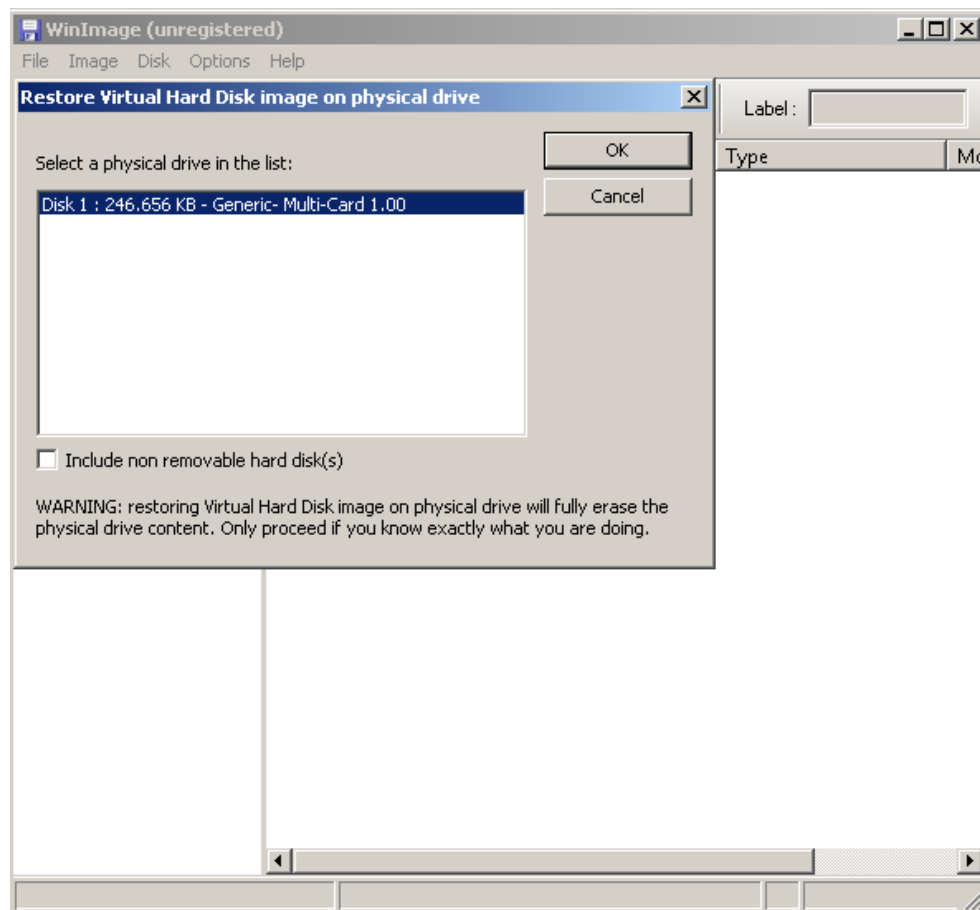 WinImage (unregistered)
File Image Disk Options Help
Restore Virtual Hard Disk image on physical drive
Label :
Select a physical drive in the list:
OK
Type
Cancel
Disk 1 : 246.656 KB - Generic- Multi-Card 1.00
Include non removable hard disk(s)
WARNING: restoring Virtual Hard Disk image on physical drive will fully erase the
physical drive content. Only proceed if you know exactly what you are doing.